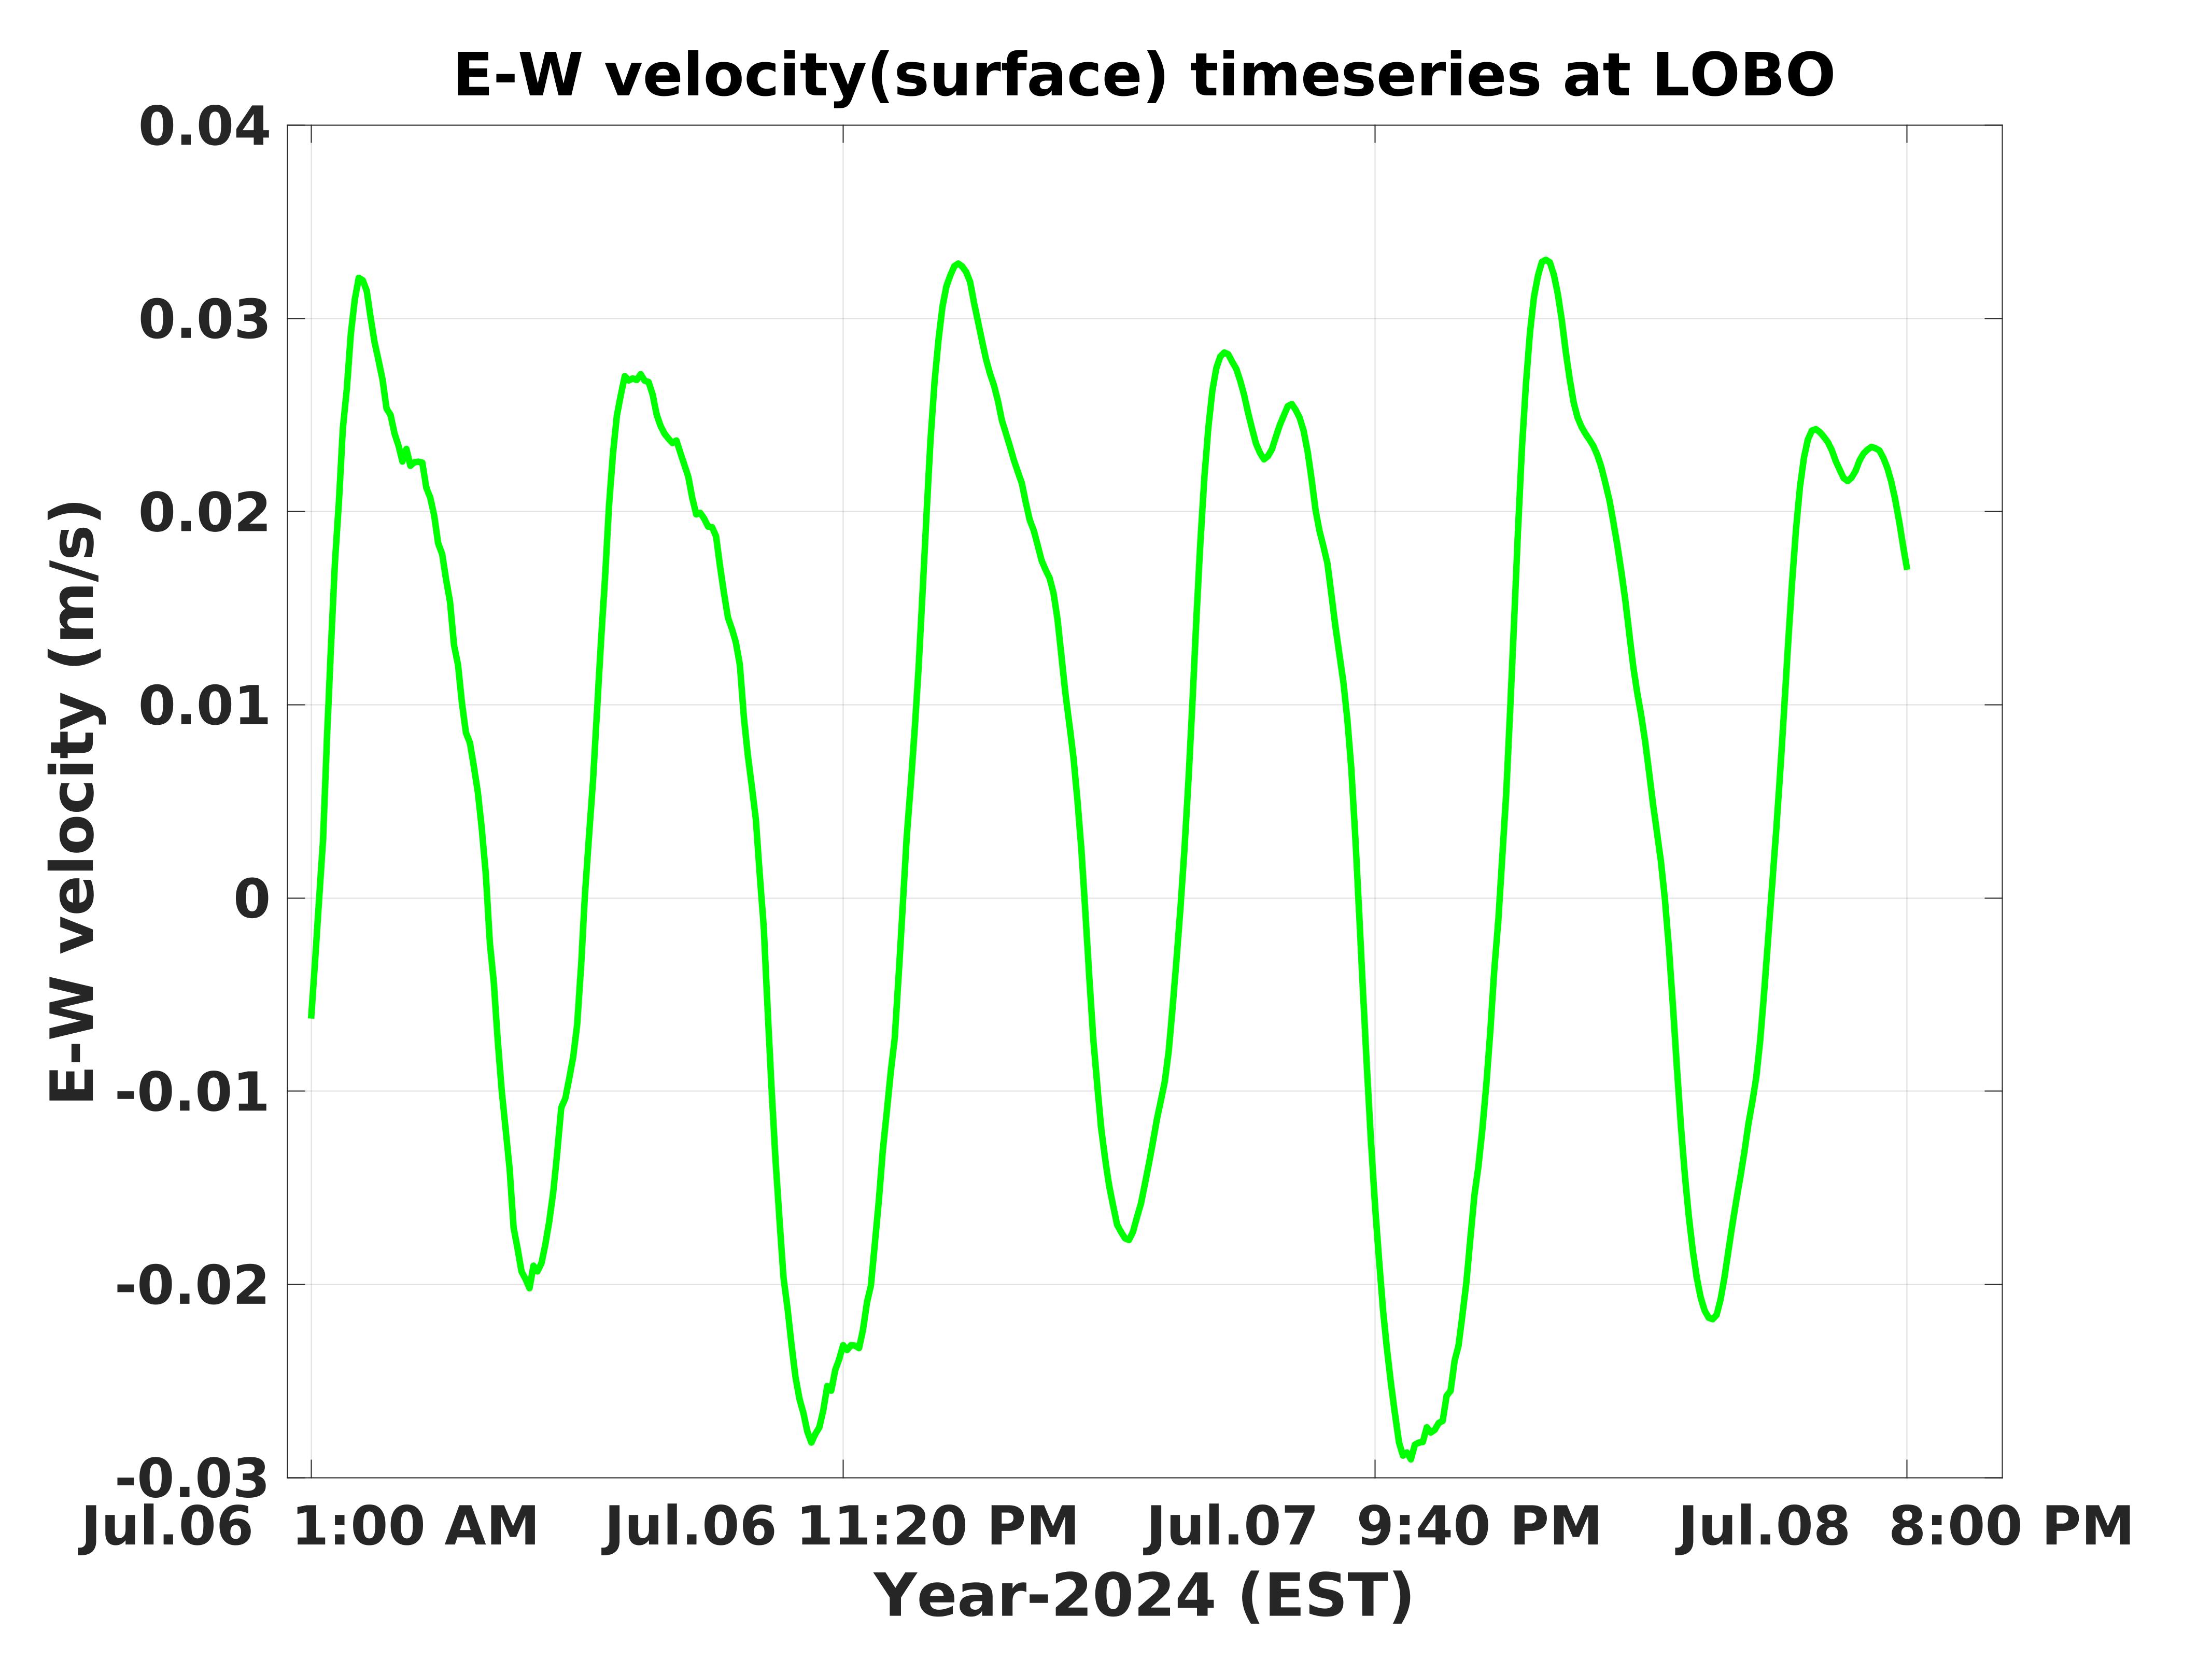 E-W velocity(surface) timeseries at LOBO
E-W velocity (m/s)
0.04
0.03
0.02
0.01
0
-0.01
-0.02
-0.03
Jul.06 1:00 AM Jul.06 11:20 PM Jul.07 9:40 PM Jul.08 8:00 PM
Year-2024 (EST)